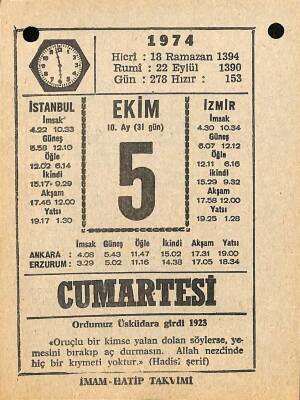 1974
Hicrî : 18 Ramazan 1394
Rumî : 22 Eylül 1390
Gün : 278 Hızır : 153
İSTANBUL
İmsak
4.22 10.33
Güneş
5.58 12.10
Öğle
12.02 6.14
İkindi
15.17 9.29
Akşam
17.46 12.00
Yatsı
19.17 1.30
EKİM
10. Ay (31 gün)
5
İZMİR
İmsak
4.30 10.34
Güneş
6.07 12.12
Öğle
12.11 6.16
İkindi
15.29 9.32
Akşam
17.58 12.00
Yatsı
19.25 1.28
İmsak Güneş Öğle İkindi Akşam Yatsı
ANKARA : 4.08 5.43 11.47 15.02 17.31 19.00
ERZURUM : 3.29 5.02 11.16 14.38 17.05 18.34
CUMARTESİ
Ordumuz Üsküdara girdi 1923
«Oruçlu bir kimse yalan dolan söylerse, ye-
mesini bırakıp aç durmasın. Allah nezdinde
hiç bir kıymeti yoktur.» (Hadisi şerif)
İMAM-HATİP TAKVİMİ